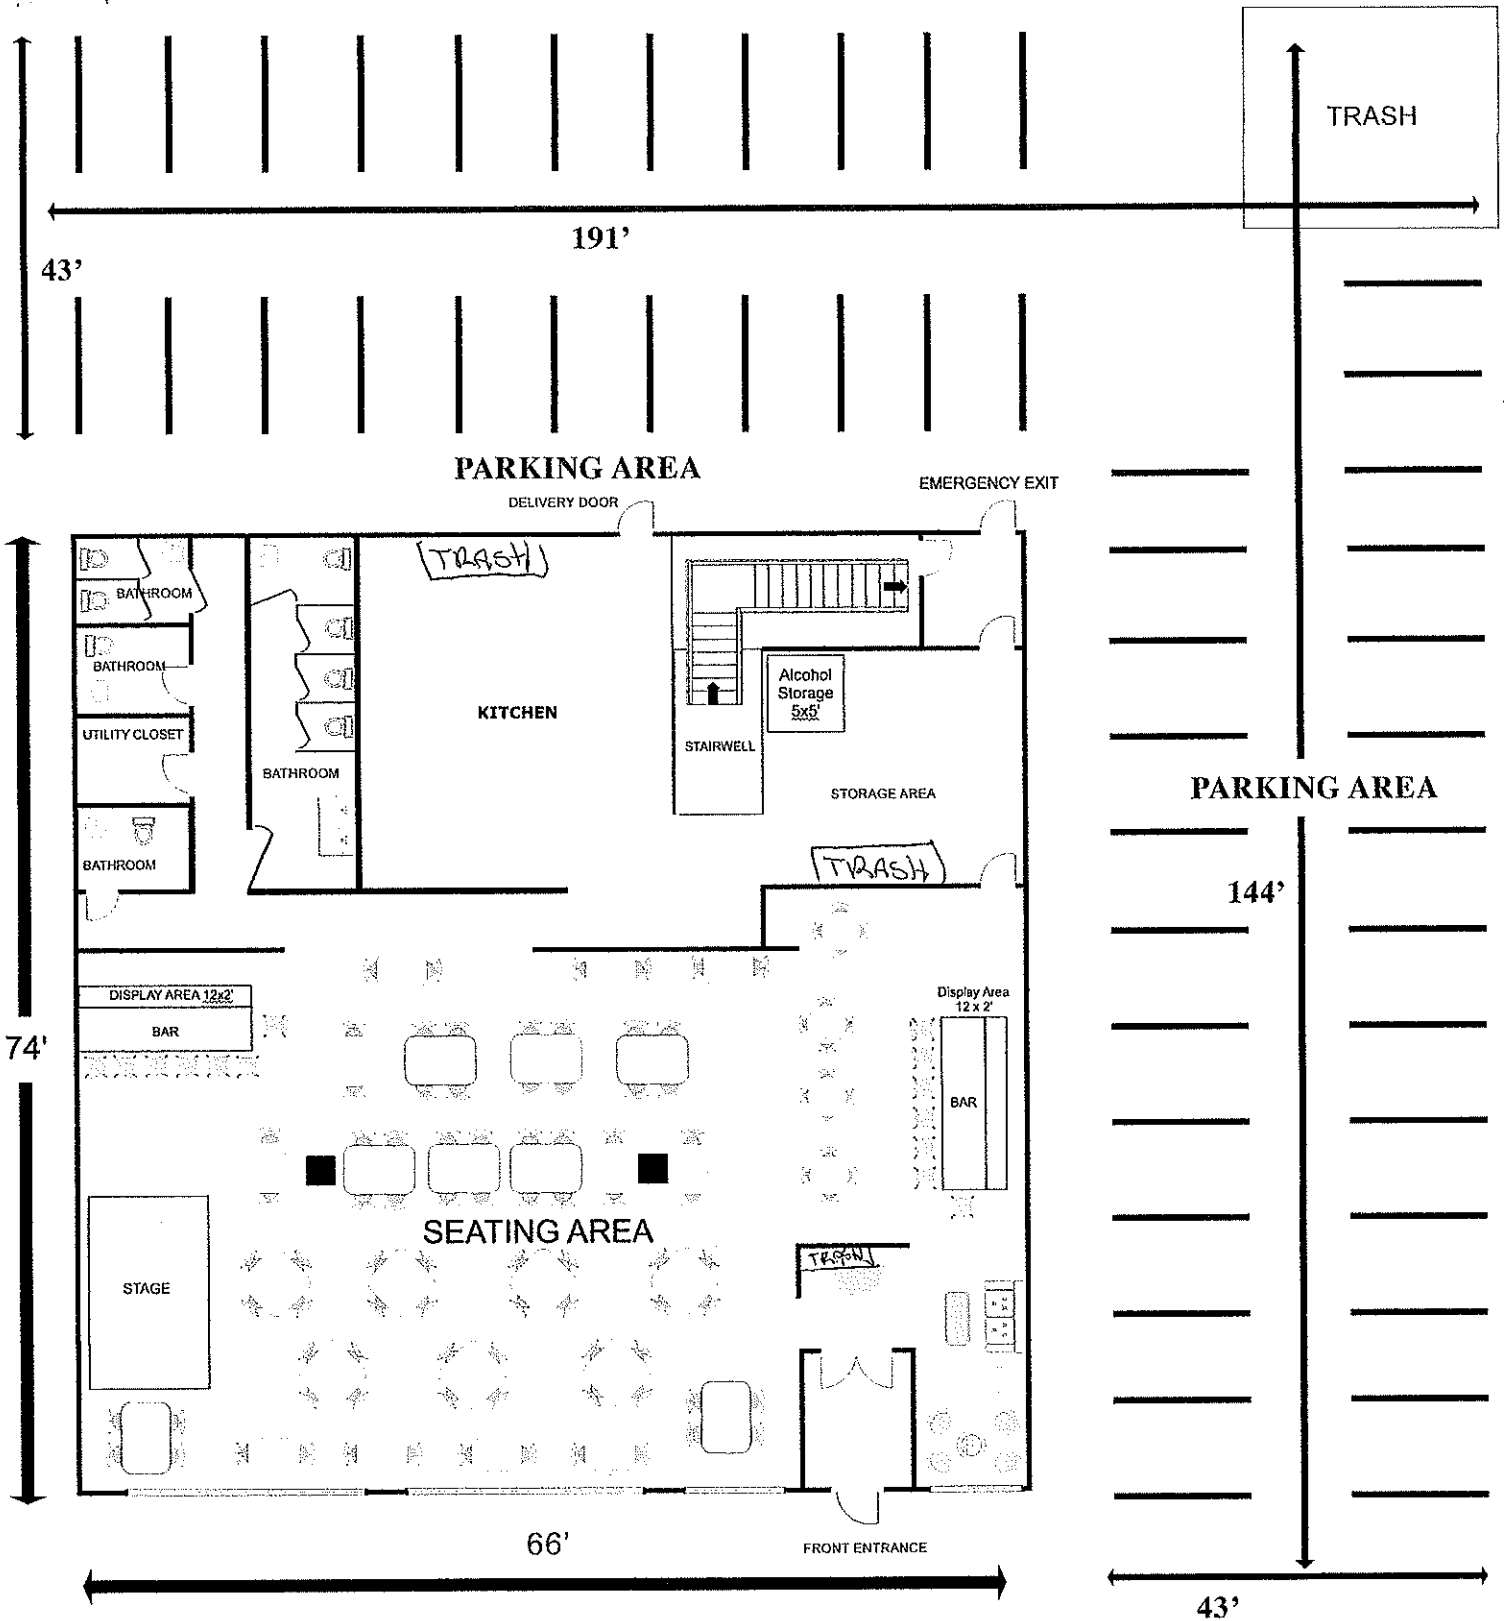 TRASH
191’
43’
PARKING AREA
DELIVERY DOOR
EMERGENCY EXIT
TRASH
BATHROOM
BATHROOM
UTILITY CLOSET
BATHROOM
BATHROOM
KITCHEN
STAIRWELL
Alcohol
Storage
5x5'
STORAGE AREA
TRASH
PARKING AREA
144’
DISPLAY AREA 12x2'
BAR
Display Area
12 x 2'
BAR
74'
SEATING AREA
STAGE
66'
FRONT ENTRANCE
43’